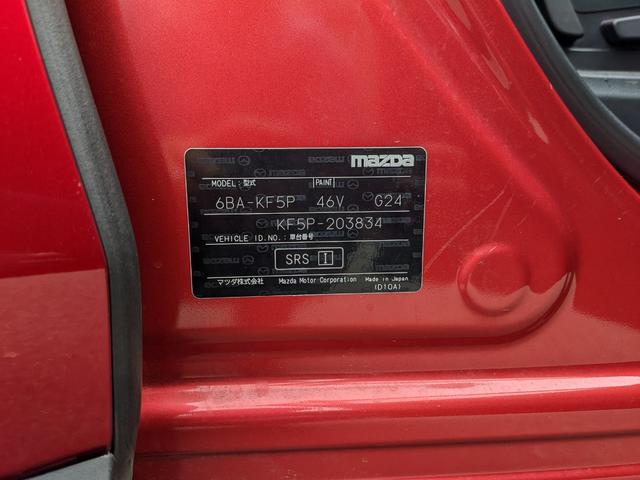 mazda
MODEL:型式 PAINT
6BA-KF5P 46V G24
KF5P-203834
VEHICLE ID.NO.:車台番号
SRS I
マツダ株式会社 Mazda Motor Corporation Made in Japan
(D10A)